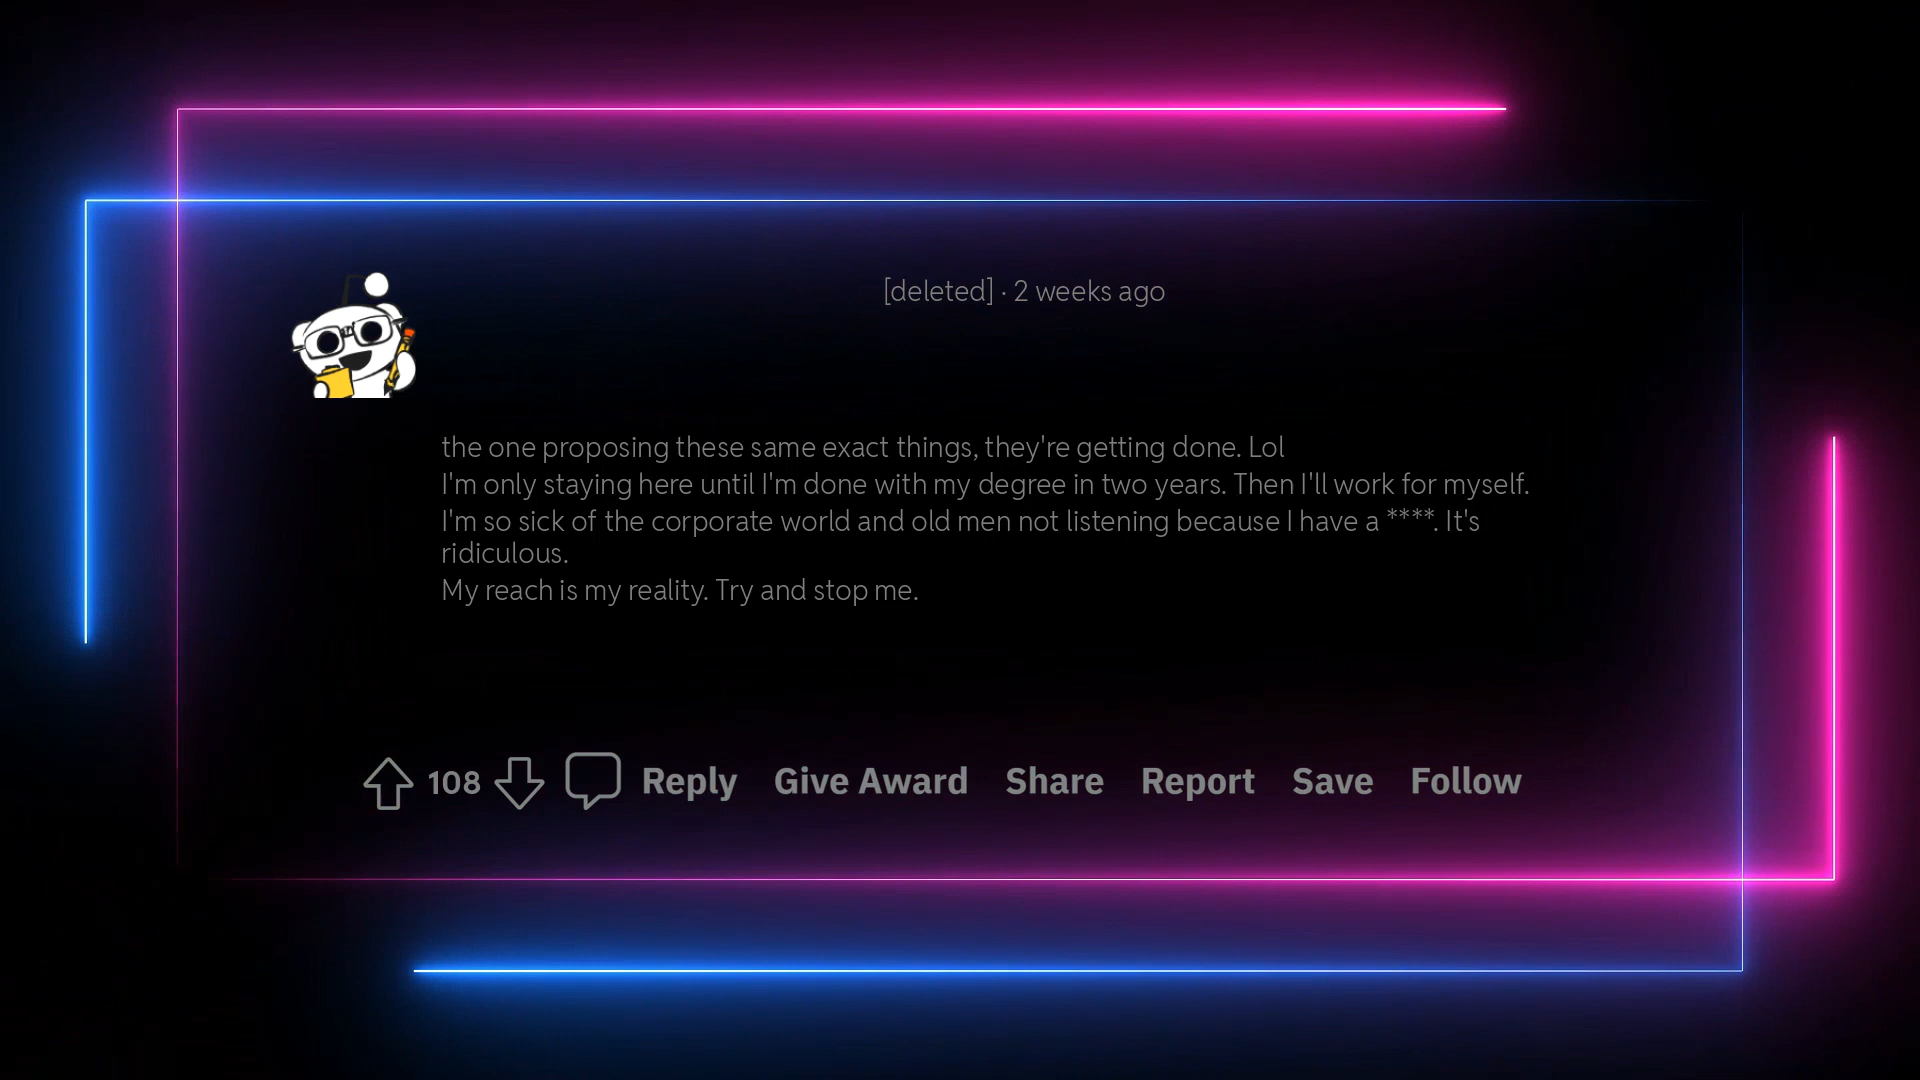 [deleted] · 2 weeks ago
the one proposing these same exact things, they're getting done. Lol
I'm only staying here until I'm done with my degree in two years. Then I'll work for myself.
I'm so sick of the corporate world and old men not listening because I have a ****. It's
ridiculous.
My reach is my reality. Try and stop me.
108 Reply Give Award Share Report Save Follow